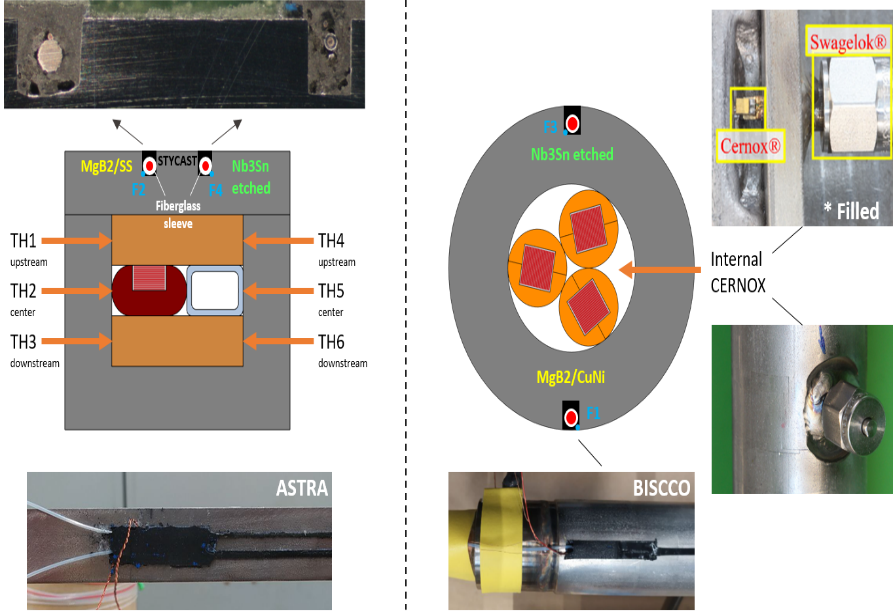 MgB2/SS
STYCAST
Nb3Sn
etched
F2
F4
Fiberglass
sleeve
TH1
upstream
TH2
center
TH3
downstream
TH4
upstream
TH5
center
TH6
downstream
ASTRA
F3
Nb3Sn etched
MgB2/CuNi
F1
BISCCO
Swagelok®
Cernox®
* Filled
Internal
CERNOX